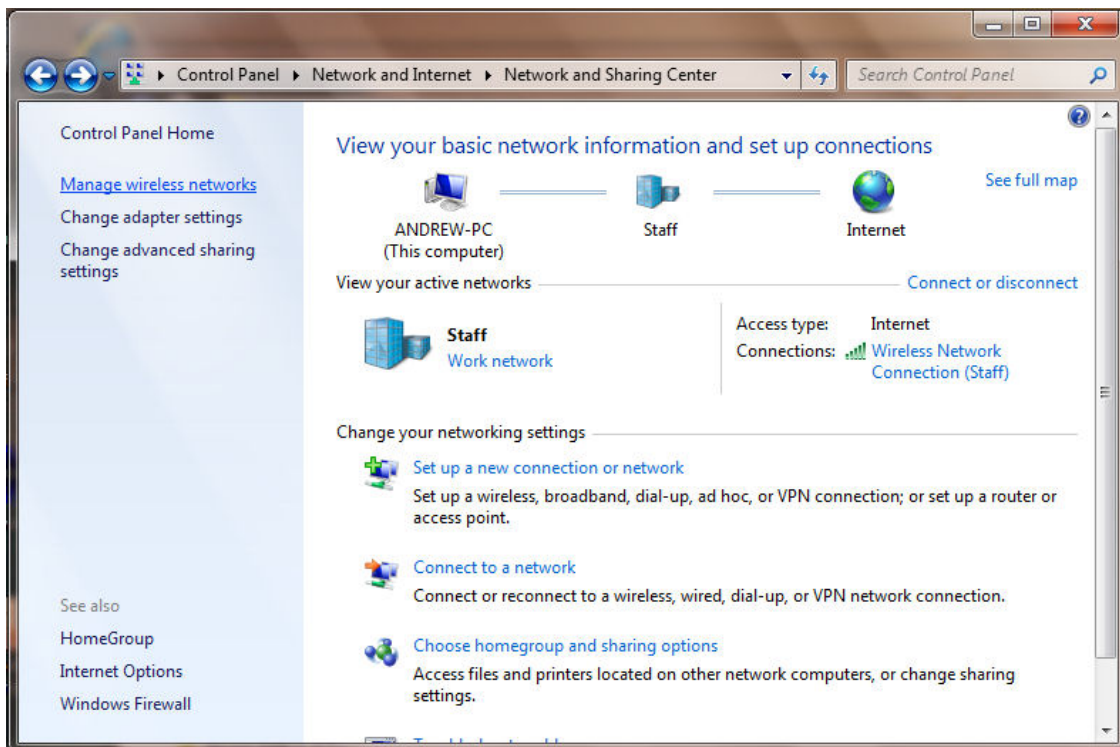 Control Panel ▸ Network and Internet ▸ Network and Sharing Center
Search Control Panel
Control Panel Home
Manage wireless networks
Change adapter settings
Change advanced sharing
settings
See also
HomeGroup
Internet Options
Windows Firewall
View your basic network information and set up connections
See full map
ANDREW-PC
(This computer)
Staff
Internet
View your active networks
Connect or disconnect
Staff
Work network
Access type: Internet
Connections: Wireless Network
Connection (Staff)
Change your networking settings
Set up a new connection or network
Set up a wireless, broadband, dial-up, ad hoc, or VPN connection; or set up a router or
access point.
Connect to a network
Connect or reconnect to a wireless, wired, dial-up, or VPN network connection.
Choose homegroup and sharing options
Access files and printers located on other network computers, or change sharing
settings.